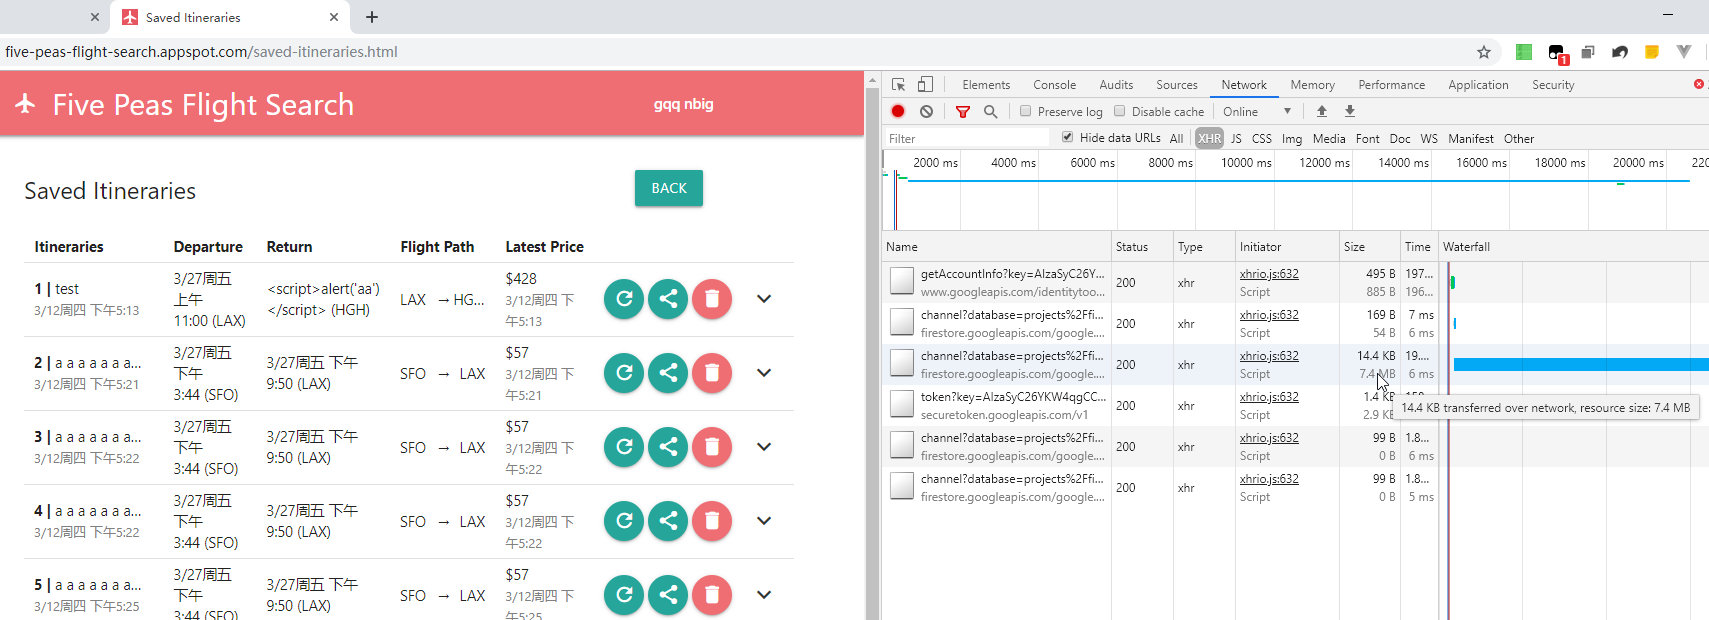 Saved Itineraries
five-peas-flight-search.appspot.com/saved-itineraries.html
1
Five Peas Flight Search
gqq nbig
Saved Itineraries
BACK
Itineraries Departure Return Flight Path Latest Price
1 | test
3/12周四 下午5:13
3/27周五
上午
11:00 (LAX)
<script>alert('aa')
</script> (HGH)
LAX → HG...
$428
3/12周四 下
午5:13
2 | a a a a a a a...
3/12周四 下午5:21
3/27周五
下午
3:44 (SFO)
3/27周五 下午
9:50 (LAX)
SFO → LAX
$57
3/12周四 下
午5:21
3 | a a a a a a a...
3/12周四 下午5:22
3/27周五
下午
3:44 (SFO)
3/27周五 下午
9:50 (LAX)
SFO → LAX
$57
3/12周四 下
午5:22
4 | a a a a a a a...
3/12周四 下午5:22
3/27周五
下午
3:44 (SFO)
3/27周五 下午
9:50 (LAX)
SFO → LAX
$57
3/12周四 下
午5:22
5 | a a a a a a a...
3/12周四 下午5:25
3/27周五
下午
3:44 (SFO)
3/27周五 下午
9:50 (LAX)
SFO → LAX
$57
3/12周四 下
午5:25
Elements Console Audits Sources Network Memory Performance Application Security
Preserve log Disable cache Online
Filter Hide data URLs All XHR JS CSS Img Media Font Doc WS Manifest Other
2000 ms 4000 ms 6000 ms 8000 ms 10000 ms 12000 ms 14000 ms 16000 ms 18000 ms 20000 ms 220
Name Status Type Initiator Size Time Waterfall
getAccountInfo?key=AIzaSyC26Y... 200 xhr xhrio.js:632 495 B 197...
www.googleapis.com/identitytoo... Script 885 B 196...
channel?database=projects%2Ffi... 200 xhr xhrio.js:632 169 B 7 ms
firestore.googleapis.com/google.... Script 54 B 6 ms
channel?database=projects%2Ffi... 200 xhr xhrio.js:632 14.4 KB 19....
firestore.googleapis.com/google.... Script 7.4 MB 6 ms
token?key=AIzaSyC26YKW4qgCC... 200 xhr xhrio.js:632 1.4 KB
securetoken.googleapis.com/v1 Script 2.9 KB
14.4 KB transferred over network, resource size: 7.4 MB
channel?database=projects%2Ffi... 200 xhr xhrio.js:632 99 B 1.8...
firestore.googleapis.com/google.... Script 0 B 6 ms
channel?database=projects%2Ffi... 200 xhr xhrio.js:632 99 B 1.8...
firestore.googleapis.com/google.... Script 0 B 5 ms